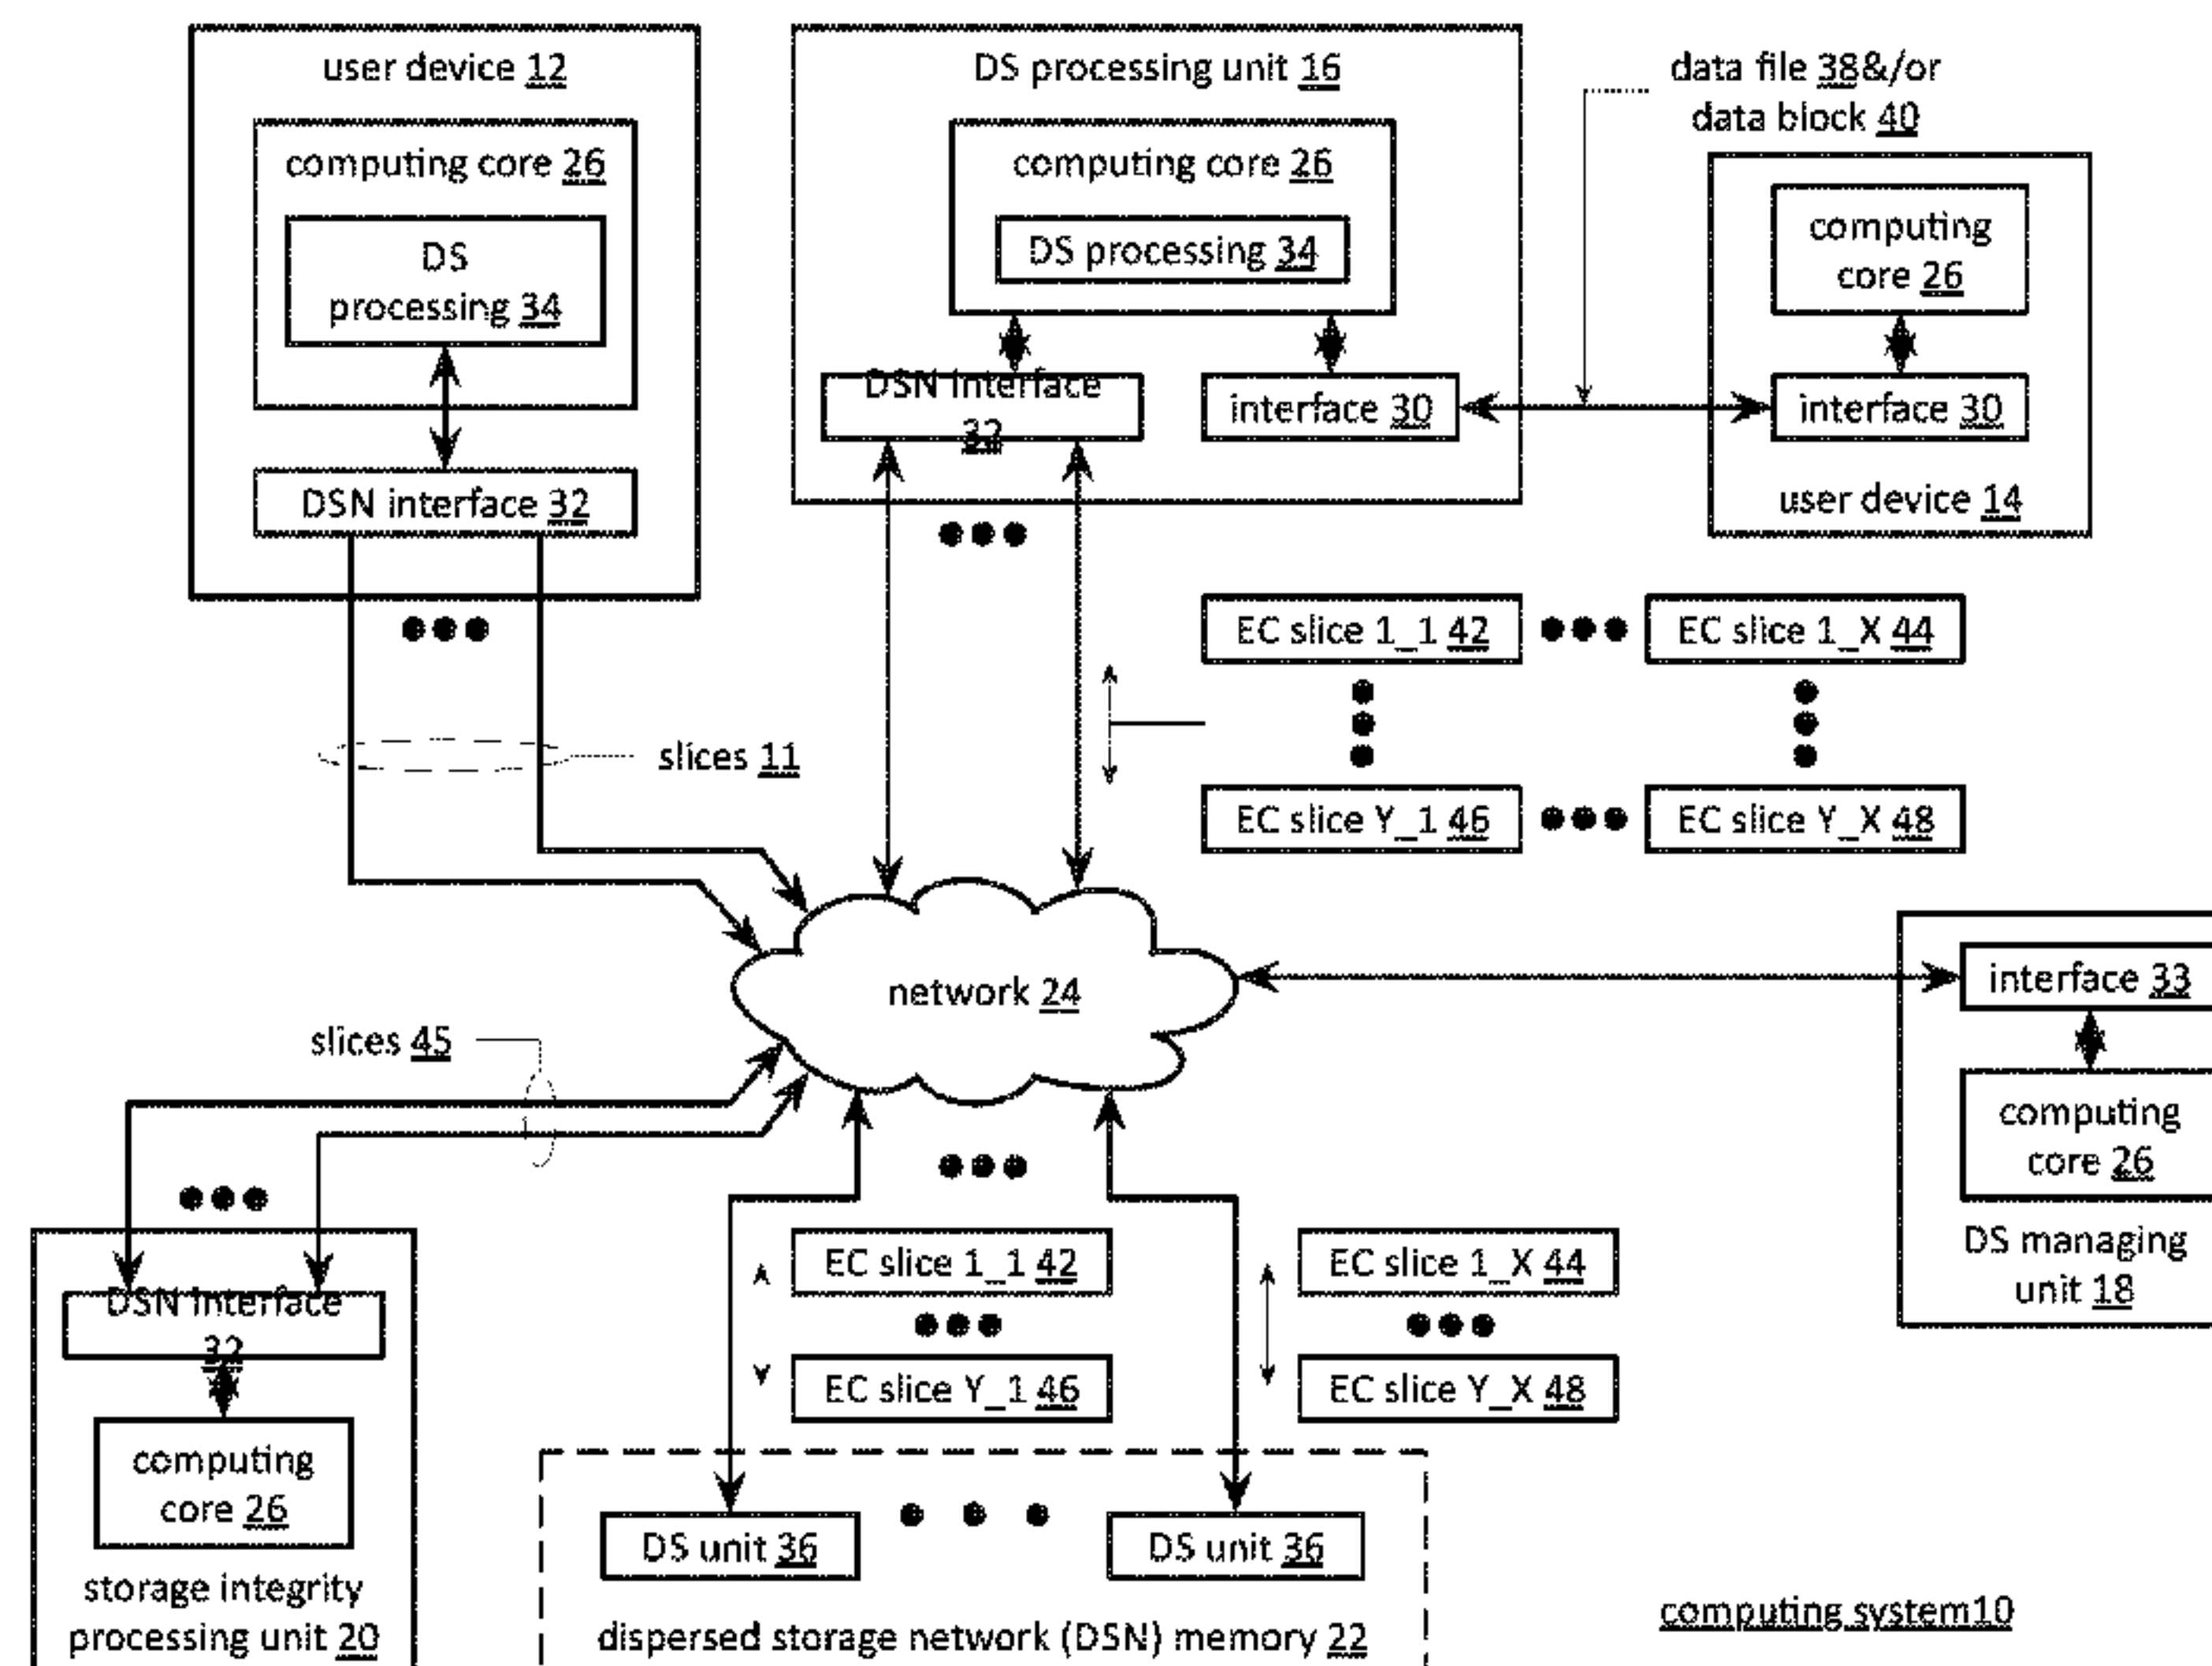 user device 12
computing core 26
DS
processing 34
DSN interface 32
DS processing unit 16
computing core 26
DS processing 34
DSN interface
32
interface 30
data file 38&/or
data block 40
computing
core 26
interface 30
user device 14
EC slice 1_1 42
EC slice 1_X 44
EC slice Y_1 46
EC slice Y_X 48
slices 11
network 24
interface 33
computing
core 26
DS managing
unit 18
slices 45
DSN interface
32
computing
core 26
storage integrity
processing unit 20
EC slice 1_1 42
EC slice Y_1 46
EC slice 1_X 44
EC slice Y_X 48
DS unit 36
DS unit 36
dispersed storage network (DSN) memory 22
computing system10